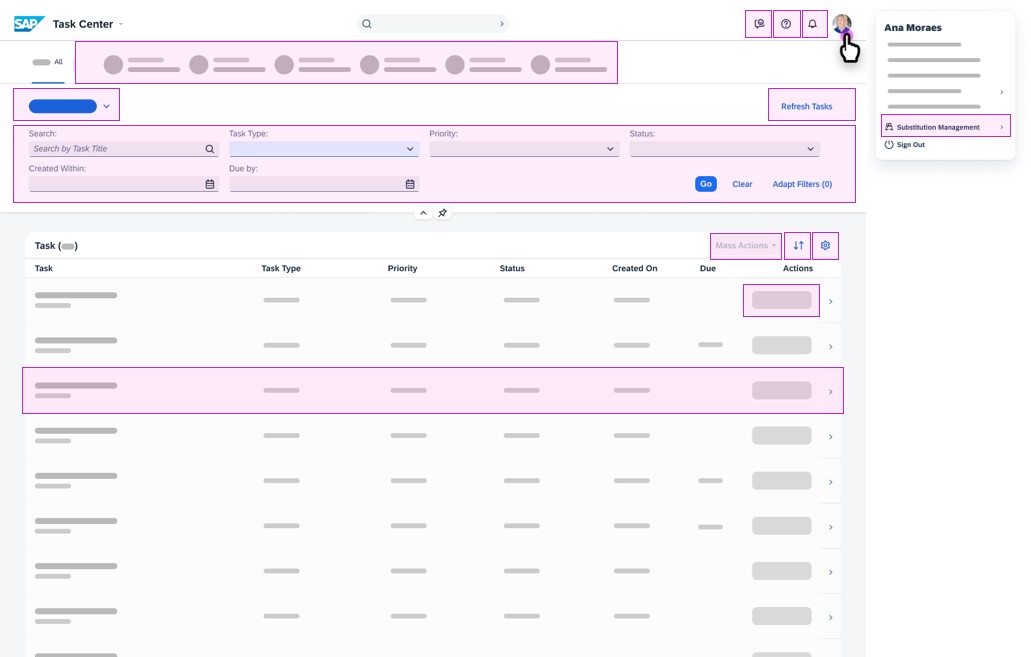 SAP Task Center
Ana Moraes
All
Refresh Tasks
Search: Task Type: Priority: Status:
Search by Task Title
Created Within: Due by:
Go Clear Adapt Filters (0)
Substitution Management
Sign Out
Task ( ) Mass Actions
Task Task Type Priority Status Created On Due Actions